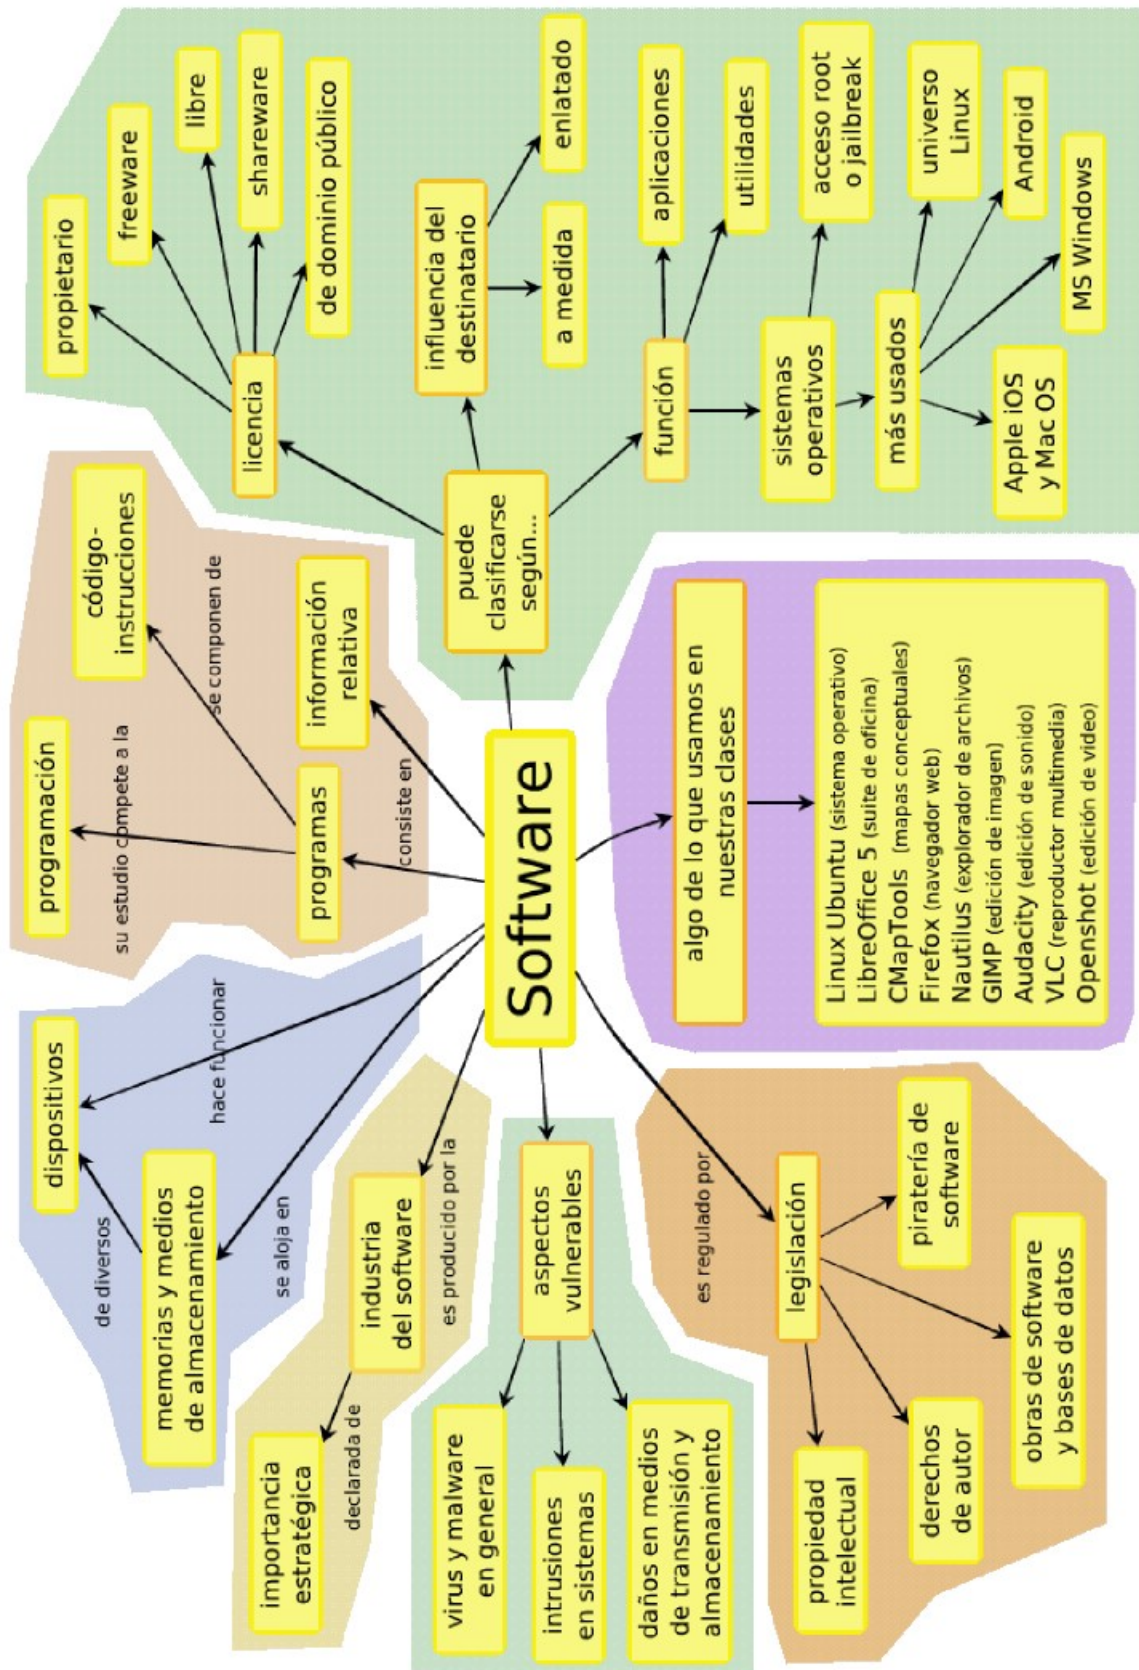 dispositivos
de diversos
memorias y medios
de almacenamiento
hace funcionar
se aloja en
programación
su estudio compete a la
código-
instrucciones
se componen de
programas
información
relativa
consiste en
propietario
freeware
libre
shareware
de dominio público
licencia
influencia del
destinatario
a medida
enlatado
puede
clasificarse
según...
función
aplicaciones
utilidades
sistemas
operativos
acceso root
o jailbreak
más usados
universo
Linux
Android
MS Windows
Apple iOS
y Mac OS
importancia
estratégica
declarada de
industria
del software
es producido por la
Software
aspectos
vulnerables
virus y malware
en general
intrusiones
en sistemas
daños en medios
de transmisión y
almacenamiento
es regulado por
legislación
propiedad
intelectual
derechos
de autor
obras de software
y bases de datos
piratería de
software
algo de lo que usamos en
nuestras clases
Linux Ubuntu (sistema operativo)
LibreOffice 5 (suite de oficina)
CMapTools (mapas conceptuales)
Firefox (navegador web)
Nautilus (explorador de archivos)
GIMP (edición de imagen)
Audacity (edición de sonido)
VLC (reproductor multimedia)
Openshot (edición de video)